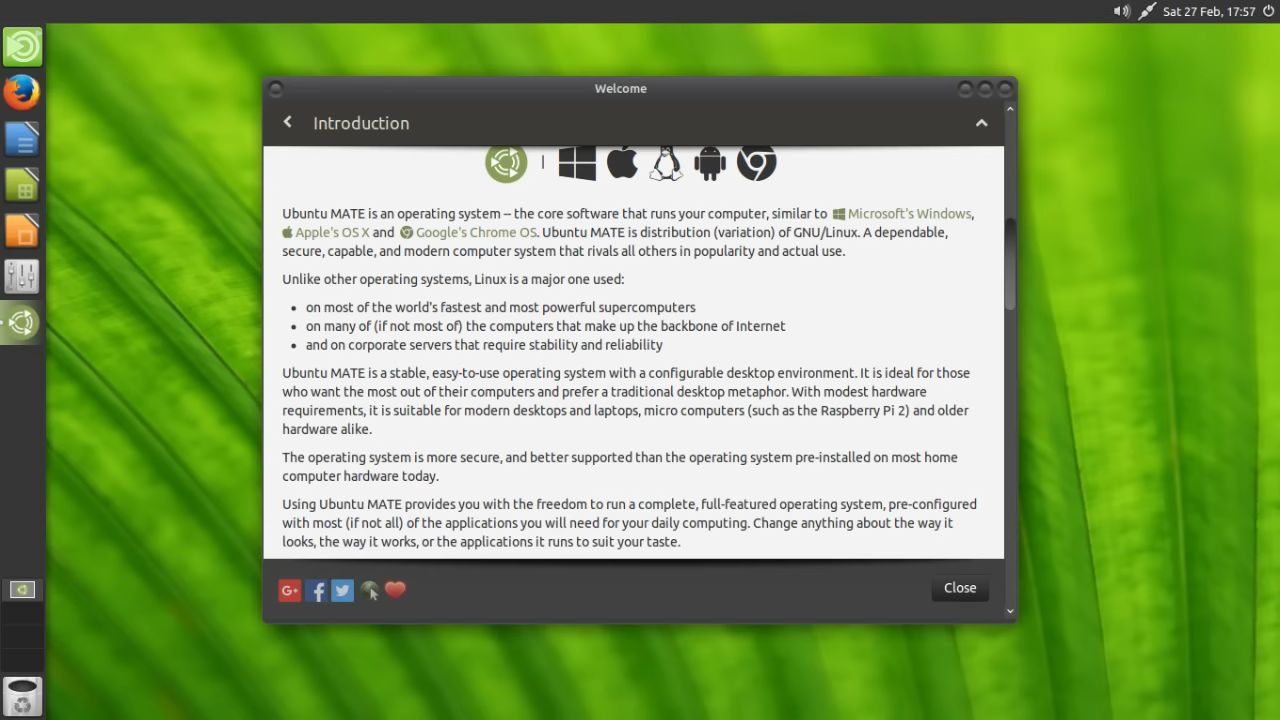 Sat 27 Feb, 17:57
Welcome
Introduction
Ubuntu MATE is an operating system – the core software that runs your computer, similar to Microsoft's Windows,
Apple's OS X and Google's Chrome OS. Ubuntu MATE is distribution (variation) of GNU/Linux. A dependable,
secure, capable, and modern computer system that rivals all others in popularity and actual use.
Unlike other operating systems, Linux is a major one used:
• on most of the world's fastest and most powerful supercomputers
• on many of (if not most of) the computers that make up the backbone of Internet
• and on corporate servers that require stability and reliability
Ubuntu MATE is a stable, easy-to-use operating system with a configurable desktop environment. It is ideal for those
who want the most out of their computers and prefer a traditional desktop metaphor. With modest hardware
requirements, it is suitable for modern desktops and laptops, micro computers (such as the Raspberry Pi 2) and older
hardware alike.
The operating system is more secure, and better supported than the operating system pre-installed on most home
computer hardware today.
Using Ubuntu MATE provides you with the freedom to run a complete, full-featured operating system, pre-configured
with most (if not all) of the applications you will need for your daily computing. Change anything about the way it
looks, the way it works, or the applications it runs to suit your taste.
G+
Close